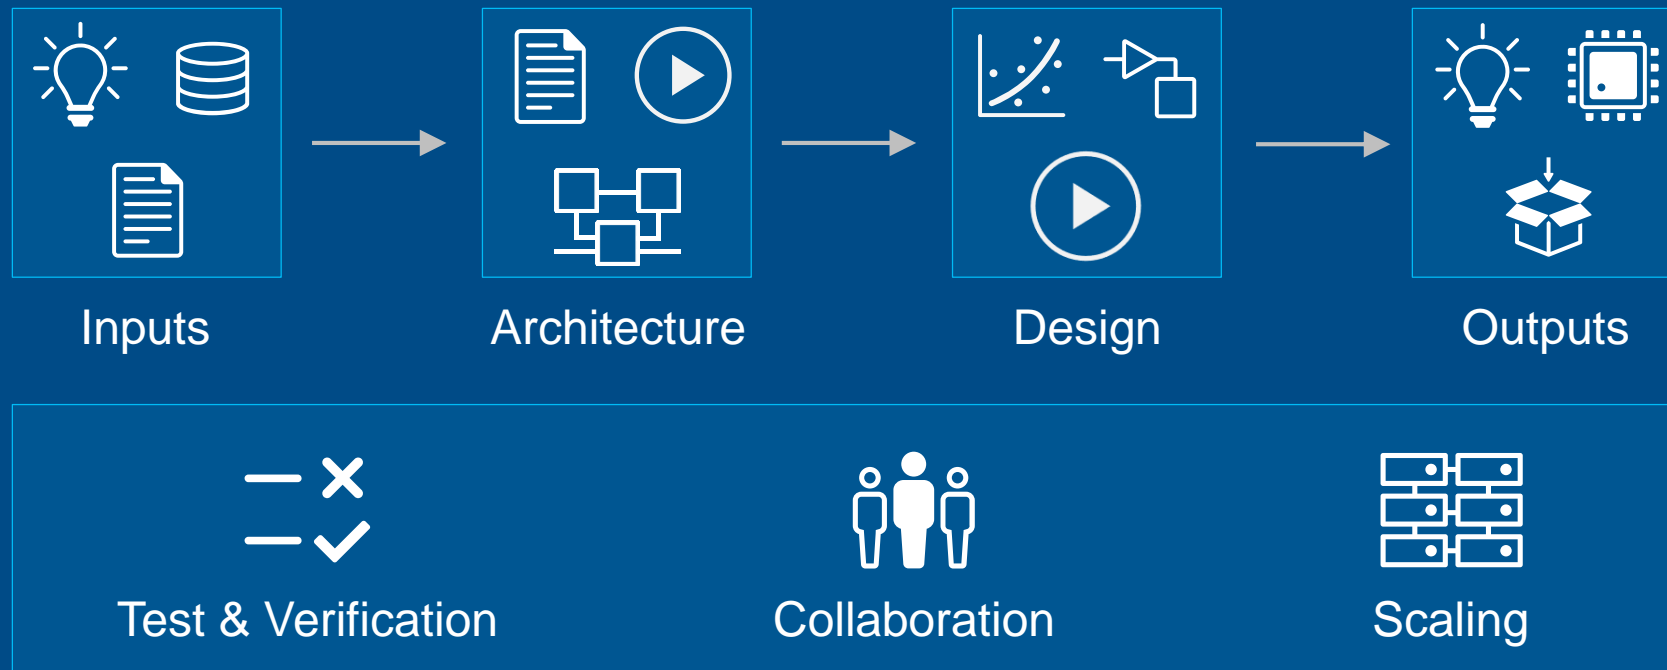 Inputs
Architecture
Design
Outputs
Test & Verification
Collaboration
Scaling